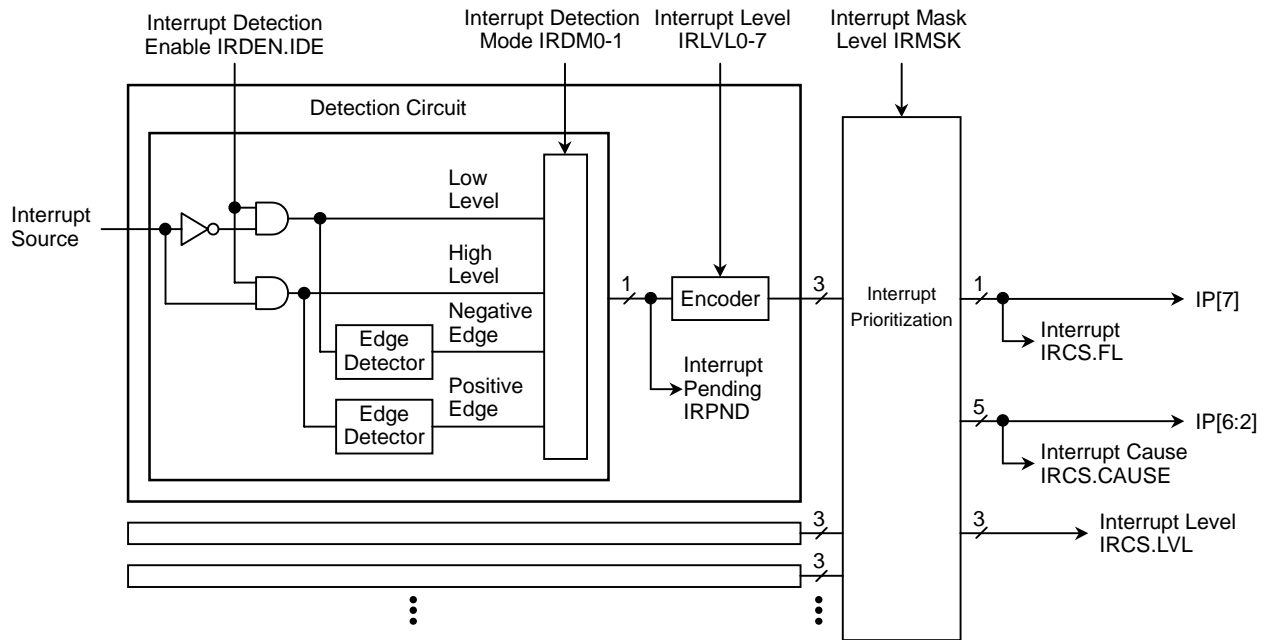 Interrupt Detection
Enable IRDEN.IDE
Interrupt Detection
Mode IRDM0-1
Interrupt Level
IRLVL0-7
Interrupt Mask
Level IRMSK
Detection Circuit
Interrupt
Source
Low
Level
High
Level
Negative
Edge
Positive
Edge
Edge
Detector
Edge
Detector
1
Encoder
3
Interrupt
Pending
IRPND
Interrupt
Prioritization
1
IP[7]
Interrupt
IRCS.FL
5
IP[6:2]
Interrupt Cause
IRCS.CAUSE
3
Interrupt Level
IRCS.LVL
3
3